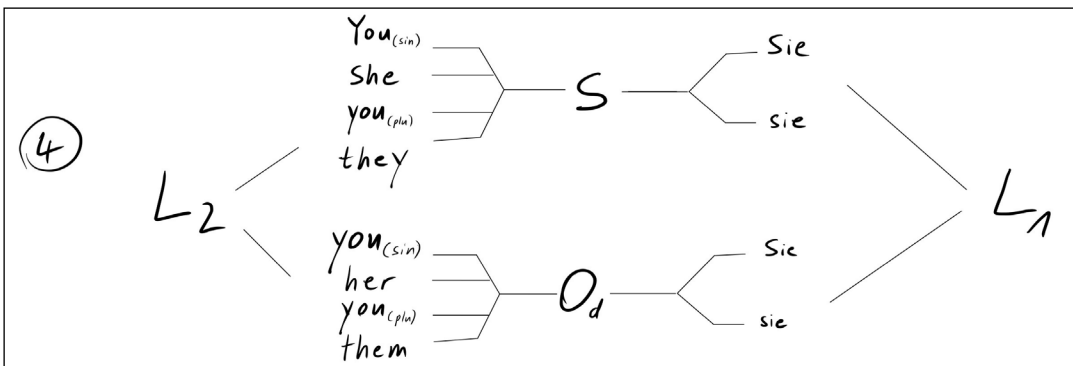 4
L2
You(sin)
She
you(plu)
they
S
Sie
sie
you(sin)
her
you(plu)
them
Od
Sie
sie
L1